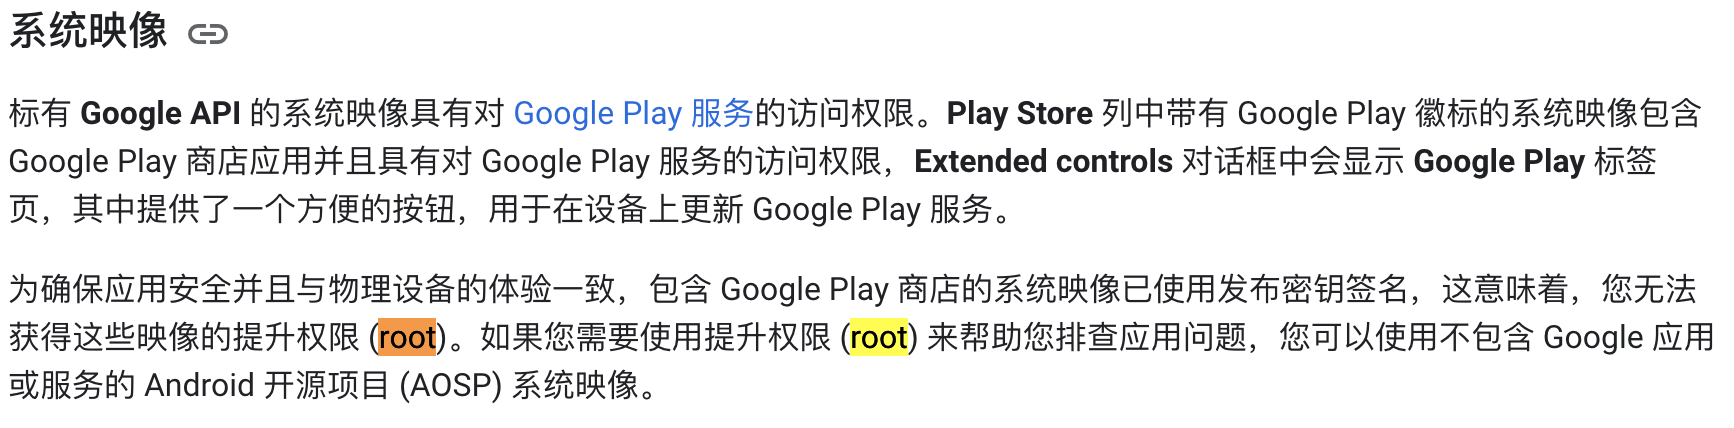 系统映像
标有 Google API 的系统映像具有对 Google Play 服务的访问权限。Play Store 列中带有 Google Play 徽标的系统映像包含
Google Play 商店应用并且具有对 Google Play 服务的访问权限，Extended controls 对话框中会显示 Google Play 标签
页，其中提供了一个方便的按钮，用于在设备上更新 Google Play 服务。
为确保应用安全并且与物理设备的体验一致，包含 Google Play 商店的系统映像已使用发布密钥签名，这意味着，您无法
获得这些映像的提升权限 (root)。如果您需要使用提升权限 (root) 来帮助您排查应用问题，您可以使用不包含 Google 应用
或服务的 Android 开源项目 (AOSP) 系统映像。